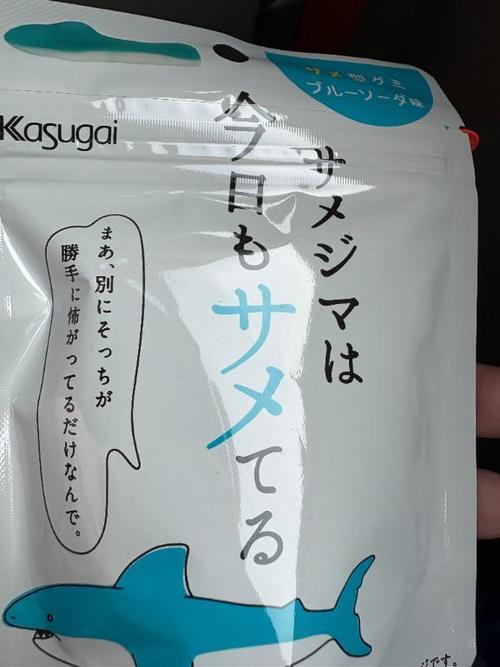 サメ型グミ
ブルーソーダ味
Kasugai
サメジマは
今日も
サメてる
まあ、別にそっちが
勝手に怖がってるだけなんで。
です。